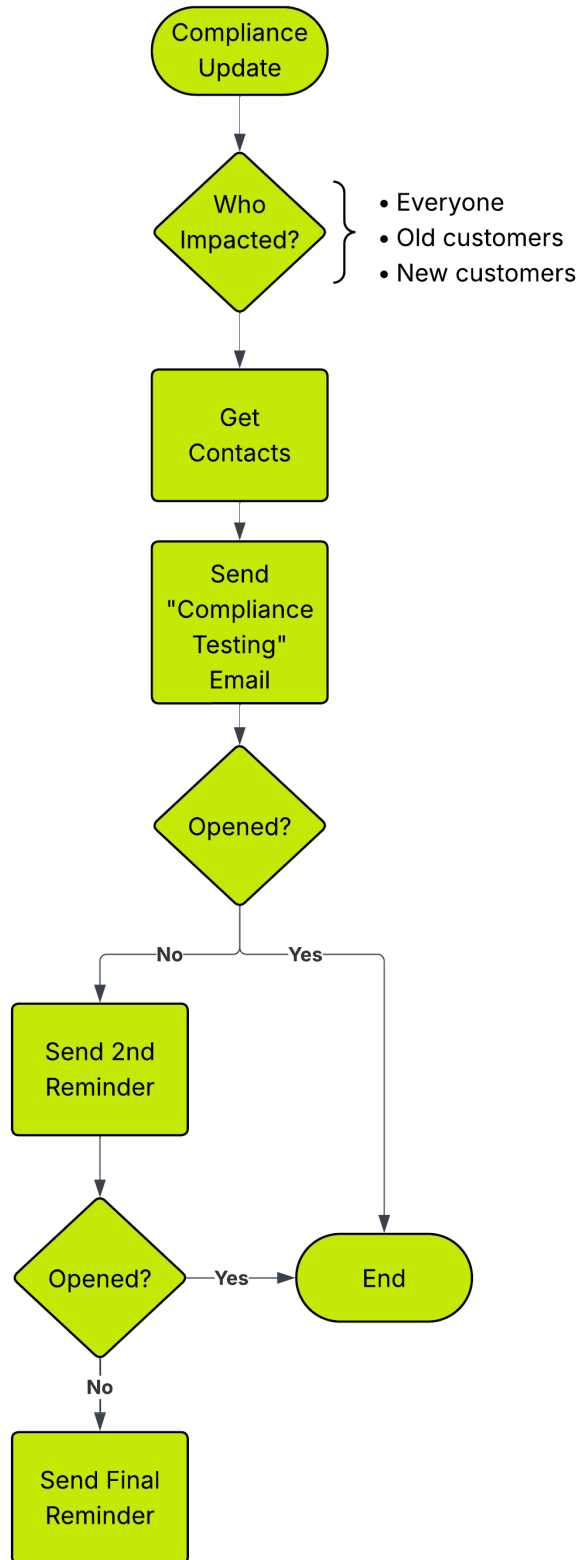 Compliance
Update
Who
Impacted?
• Everyone
• Old customers
• New customers
Get
Contacts
Send
"Compliance
Testing"
Email
Opened?
No
Yes
Send 2nd
Reminder
Opened?
Yes
End
No
Send Final
Reminder